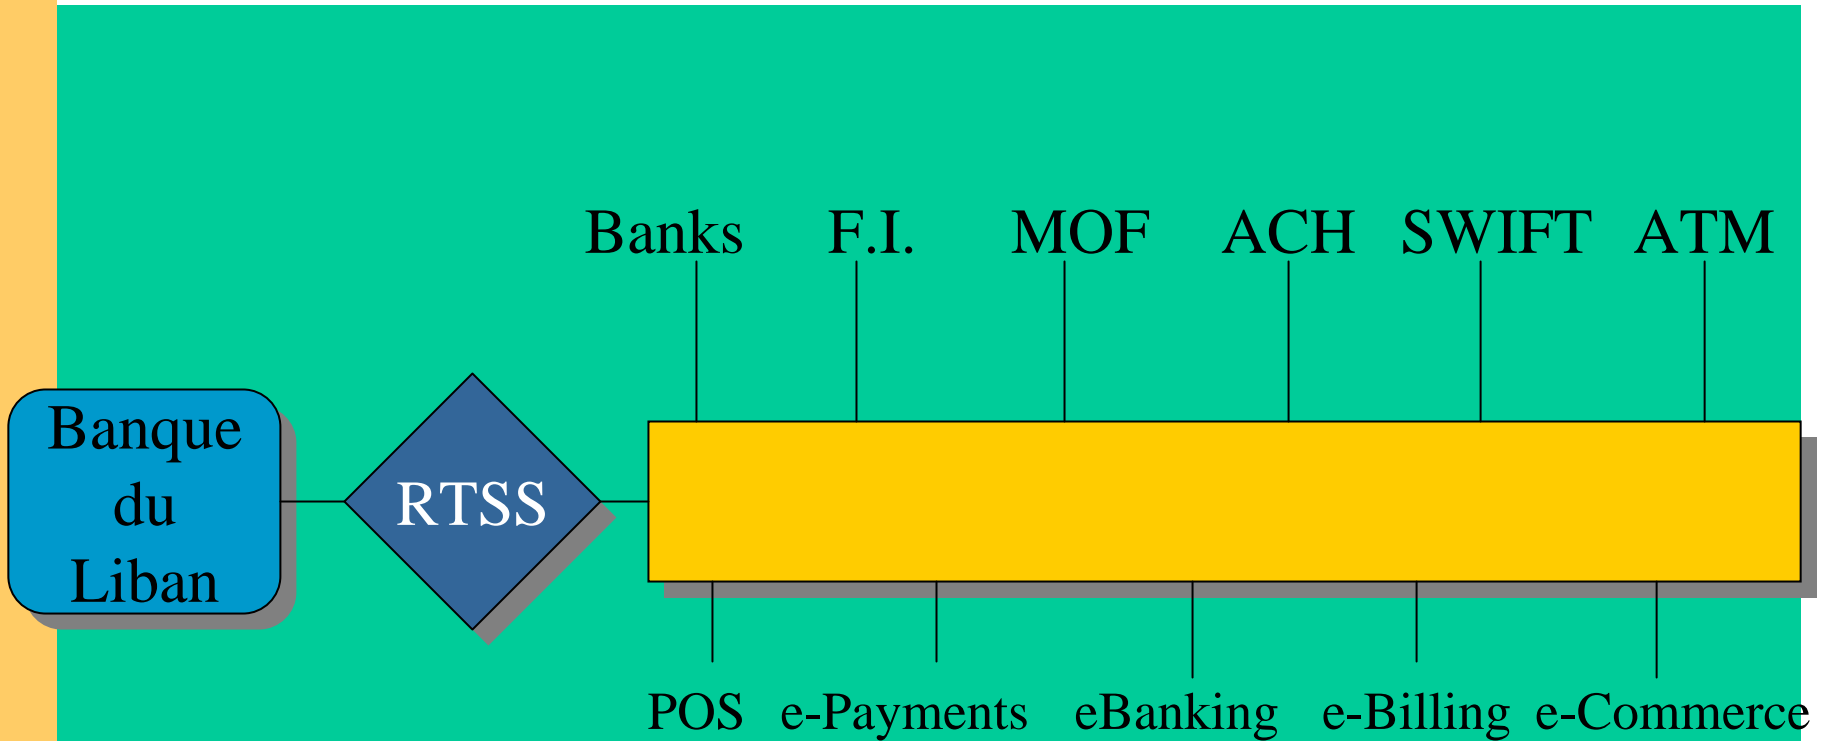 Banks F.I. MOF ACH SWIFT ATM
Banque
du
Liban
RTSS
POS e-Payments eBanking e-Billing e-Commerce